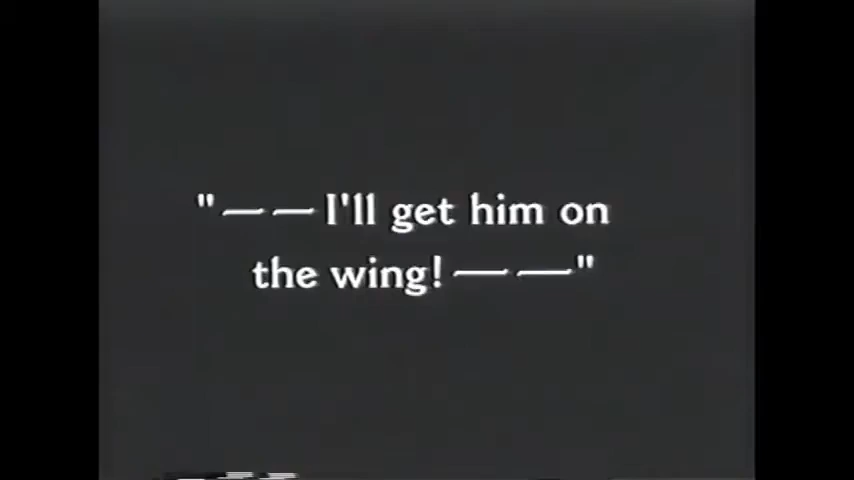 "— —I'll get him on
the wing!— —"